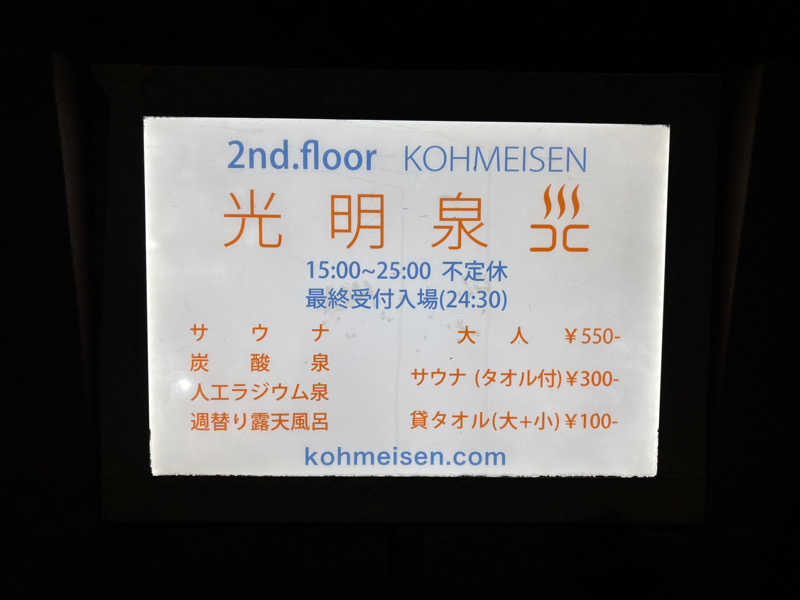 2nd.floor KOHMEISEN
光明泉
15:00~25:00 不定休
最終受付入場(24:30)
サウナ
炭酸泉
人工ラジウム泉
週替り露天風呂
大人 ¥550-
サウナ (タオル付) ¥300-
貸タオル(大+小) ¥100-
kohmeisen.com